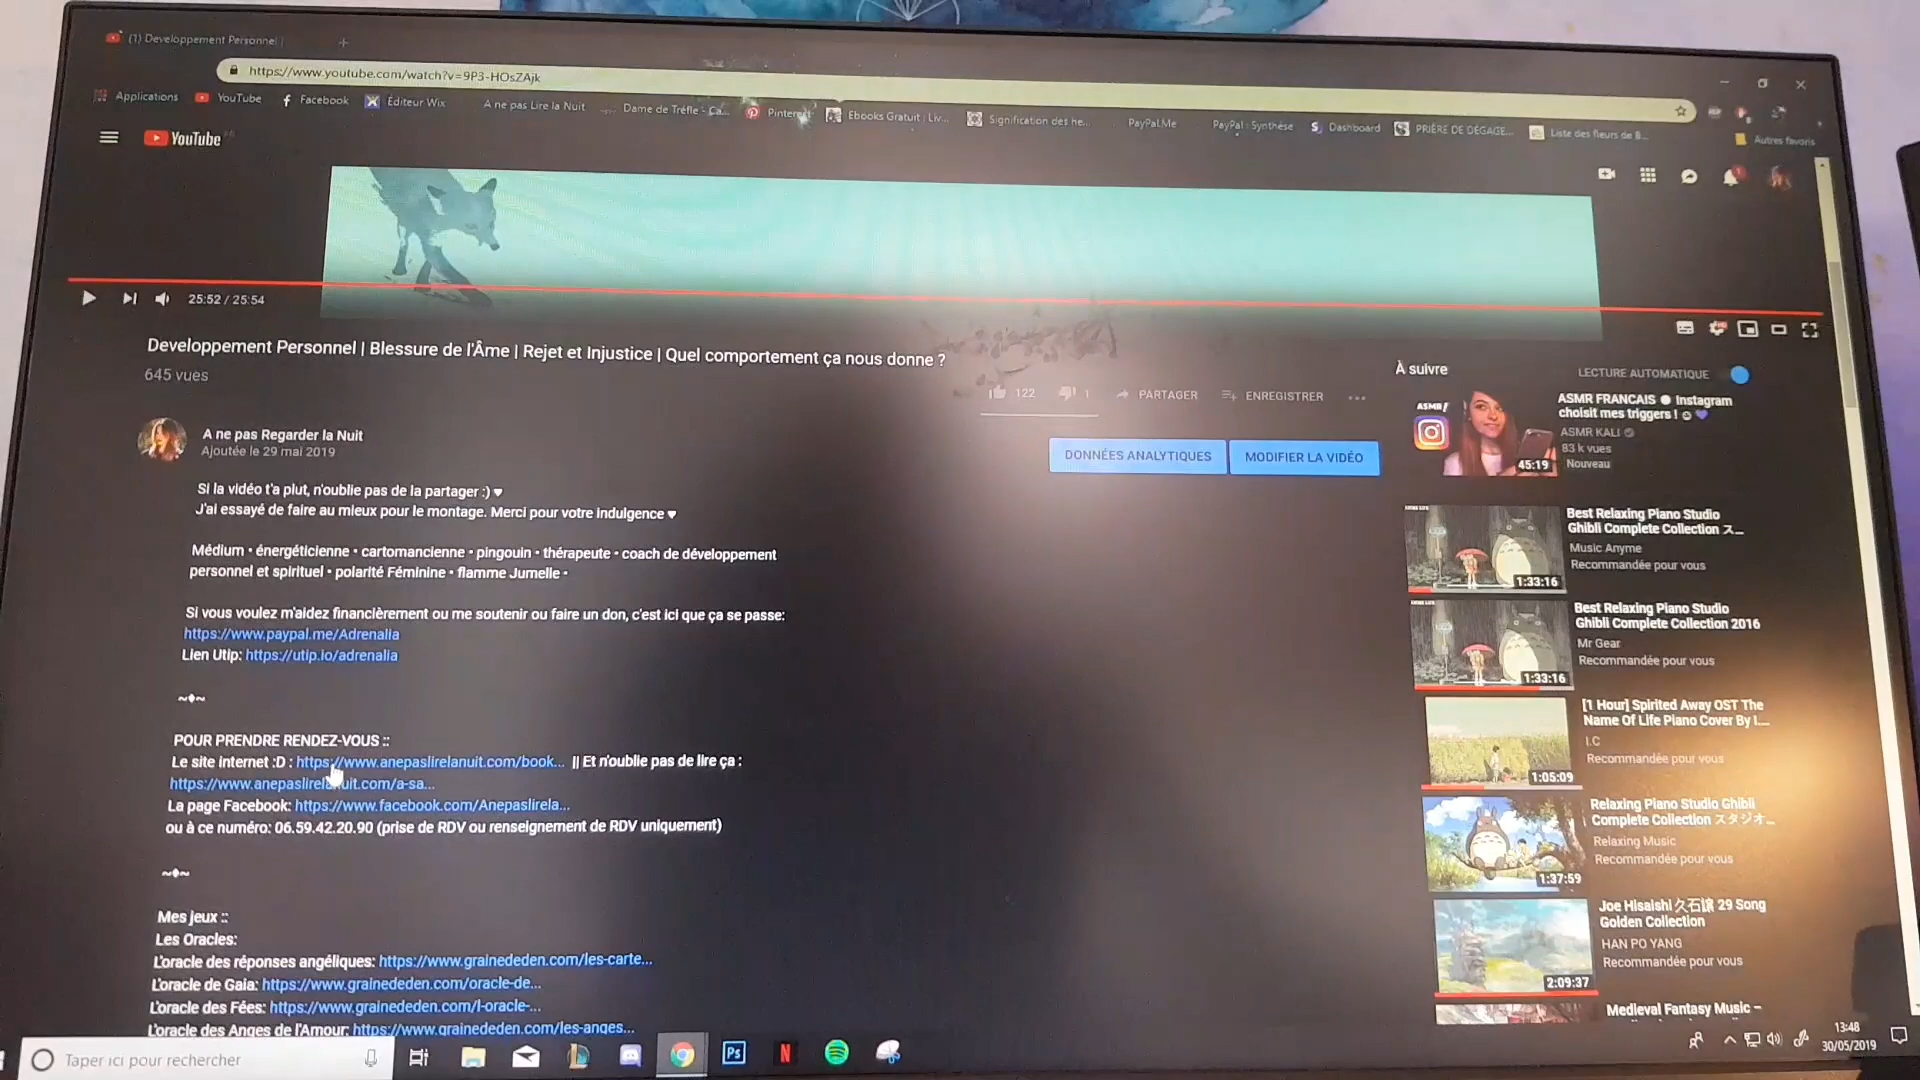 (1) Developpement Personnel |
https://www.youtube.com/watch?v=9P3-HOsZAjk
Applications YouTube Facebook Éditeur Wix A ne pas Lire la Nuit Dame de Trèfle - Ca... Pinterest Ebooks Gratuit | Liv... Signification des he... PayPal.Me PayPal : Synthèse Dashboard PRIÈRE DE DÉGAGE... Liste des fleurs de B... Autres favoris
YouTube
25:52 / 25:54
Developpement Personnel | Blessure de l'Âme | Rejet et Injustice | Quel comportement ça nous donne ?
645 vues
122 1 PARTAGER ENREGISTRER
A ne pas Regarder la Nuit
Ajoutée le 29 mai 2019
DONNÉES ANALYTIQUES MODIFIER LA VIDÉO
Si la vidéo t'a plut, n'oublie pas de la partager :) ♥
J'ai essayé de faire au mieux pour le montage. Merci pour votre indulgence ♥
Médium • énergéticienne • cartomancienne • pingouin • thérapeute • coach de développement
personnel et spirituel • polarité Féminine • flamme Jumelle •
Si vous voulez m'aidez financièrement ou me soutenir ou faire un don, c'est ici que ça se passe:
https://www.paypal.me/Adrenalia
Lien Utip: https://utip.io/adrenalia
~♦~
POUR PRENDRE RENDEZ-VOUS ::
Le site internet :D : https://www.anepaslirelanuit.com/book... || Et n'oublie pas de lire ça :
https://www.anepaslirelanuit.com/a-sa...
La page Facebook: https://www.facebook.com/Anepaslirela...
ou à ce numéro: 06.59.42.20.90 (prise de RDV ou renseignement de RDV uniquement)
~♦~
Mes jeux ::
Les Oracles:
L'oracle des réponses angéliques: https://www.grainededen.com/les-carte...
L'oracle de Gaia: https://www.grainededen.com/oracle-de...
L'oracle des Fées: https://www.grainededen.com/l-oracle-...
L'oracle des Anges de l'Amour: https://www.grainededen.com/les-anges...
À suivre LECTURE AUTOMATIQUE
ASMR
45:19
ASMR FRANCAIS ● Instagram
choisit mes triggers ! ☺ 💜
ASMR KALI
83 k vues
Nouveau
1:33:16
Best Relaxing Piano Studio
Ghibli Complete Collection ス...
Music Anyme
Recommandée pour vous
1:33:16
Best Relaxing Piano Studio
Ghibli Complete Collection 2016
Mr Gear
Recommandée pour vous
1:05:09
[1 Hour] Spirited Away OST The
Name Of Life Piano Cover By I...
I.C
Recommandée pour vous
1:37:59
Relaxing Piano Studio Ghibli
Complete Collection スタジオ...
Relaxing Music
Recommandée pour vous
2:09:37
Joe Hisaishi 久石譲 29 Song
Golden Collection
HAN PO YANG
Recommandée pour vous
Medieval Fantasy Music –
Taper ici pour rechercher
Ps
N
13:48
30/05/2019